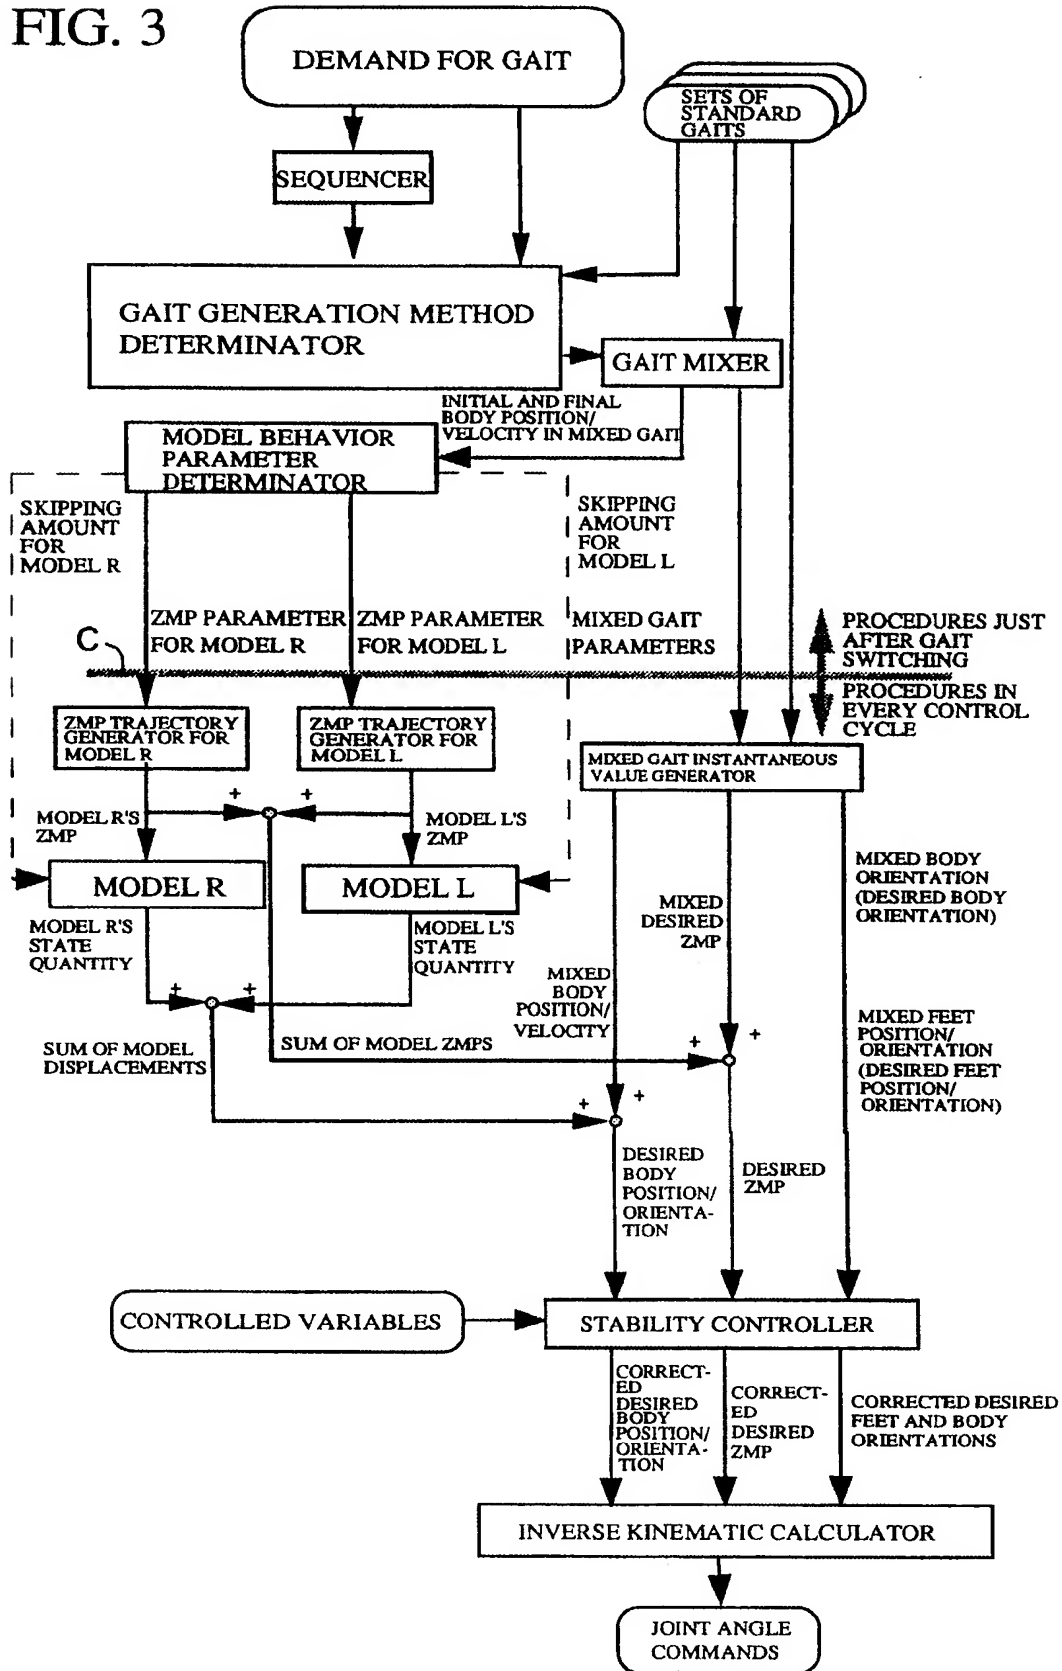 FIG. 3
DEMAND FOR GAIT
SETS OF
STANDARD
GAITS
SEQUENCER
GAIT GENERATION METHOD
DETERMINATOR
GAIT MIXER
INITIAL AND FINAL
BODY POSITION/
VELOCITY IN MIXED GAIT
MODEL BEHAVIOR
PARAMETER
DETERMINATOR
SKIPPING
AMOUNT
FOR
MODEL R
SKIPPING
AMOUNT
FOR
MODEL L
ZMP PARAMETER
FOR MODEL R
ZMP PARAMETER
FOR MODEL L
MIXED GAIT
PARAMETERS
C
PROCEDURES JUST
AFTER GAIT
SWITCHING
PROCEDURES IN
EVERY CONTROL
CYCLE
ZMP TRAJECTORY
GENERATOR FOR
MODEL R
ZMP TRAJECTORY
GENERATOR FOR
MODEL L
MIXED GAIT INSTANTANEOUS
VALUE GENERATOR
+ +
MODEL R'S
ZMP
MODEL L'S
ZMP
MODEL R
MODEL L
MIXED BODY
ORIENTATION
(DESIRED BODY
ORIENTATION)
MIXED
DESIRED
ZMP
MODEL R'S
STATE
QUANTITY
MODEL L'S
STATE
QUANTITY
MIXED
BODY
POSITION/
VELOCITY
+ +
MIXED FEET
POSITION/
ORIENTATION
(DESIRED FEET
POSITION/
ORIENTATION)
SUM OF MODEL
DISPLACEMENTS
SUM OF MODEL ZMPS
+ +
+ +
DESIRED
BODY
POSITION/
ORIENTA-
TION
DESIRED
ZMP
CONTROLLED VARIABLES
STABILITY CONTROLLER
CORRECT-
ED
DESIRED
BODY
POSITION/
ORIENTA-
TION
CORRECT-
ED
DESIRED
ZMP
CORRECTED DESIRED
FEET AND BODY
ORIENTATIONS
INVERSE KINEMATIC CALCULATOR
JOINT ANGLE
COMMANDS